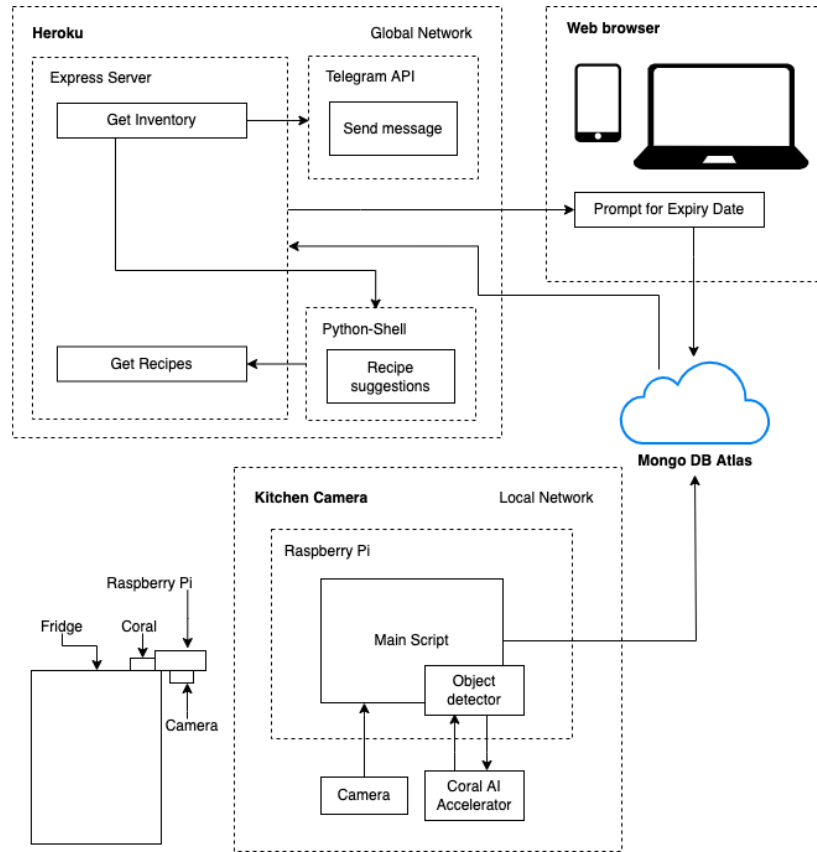 Heroku
Global Network
Express Server
Get Inventory
Telegram API
Send message
Python-Shell
Recipe
suggestions
Get Recipes
Web browser
Prompt for Expiry Date
Mongo DB Atlas
Kitchen Camera
Local Network
Raspberry Pi
Main Script
Object
detector
Camera
Coral AI
Accelerator
Raspberry Pi
Fridge
Coral
Camera